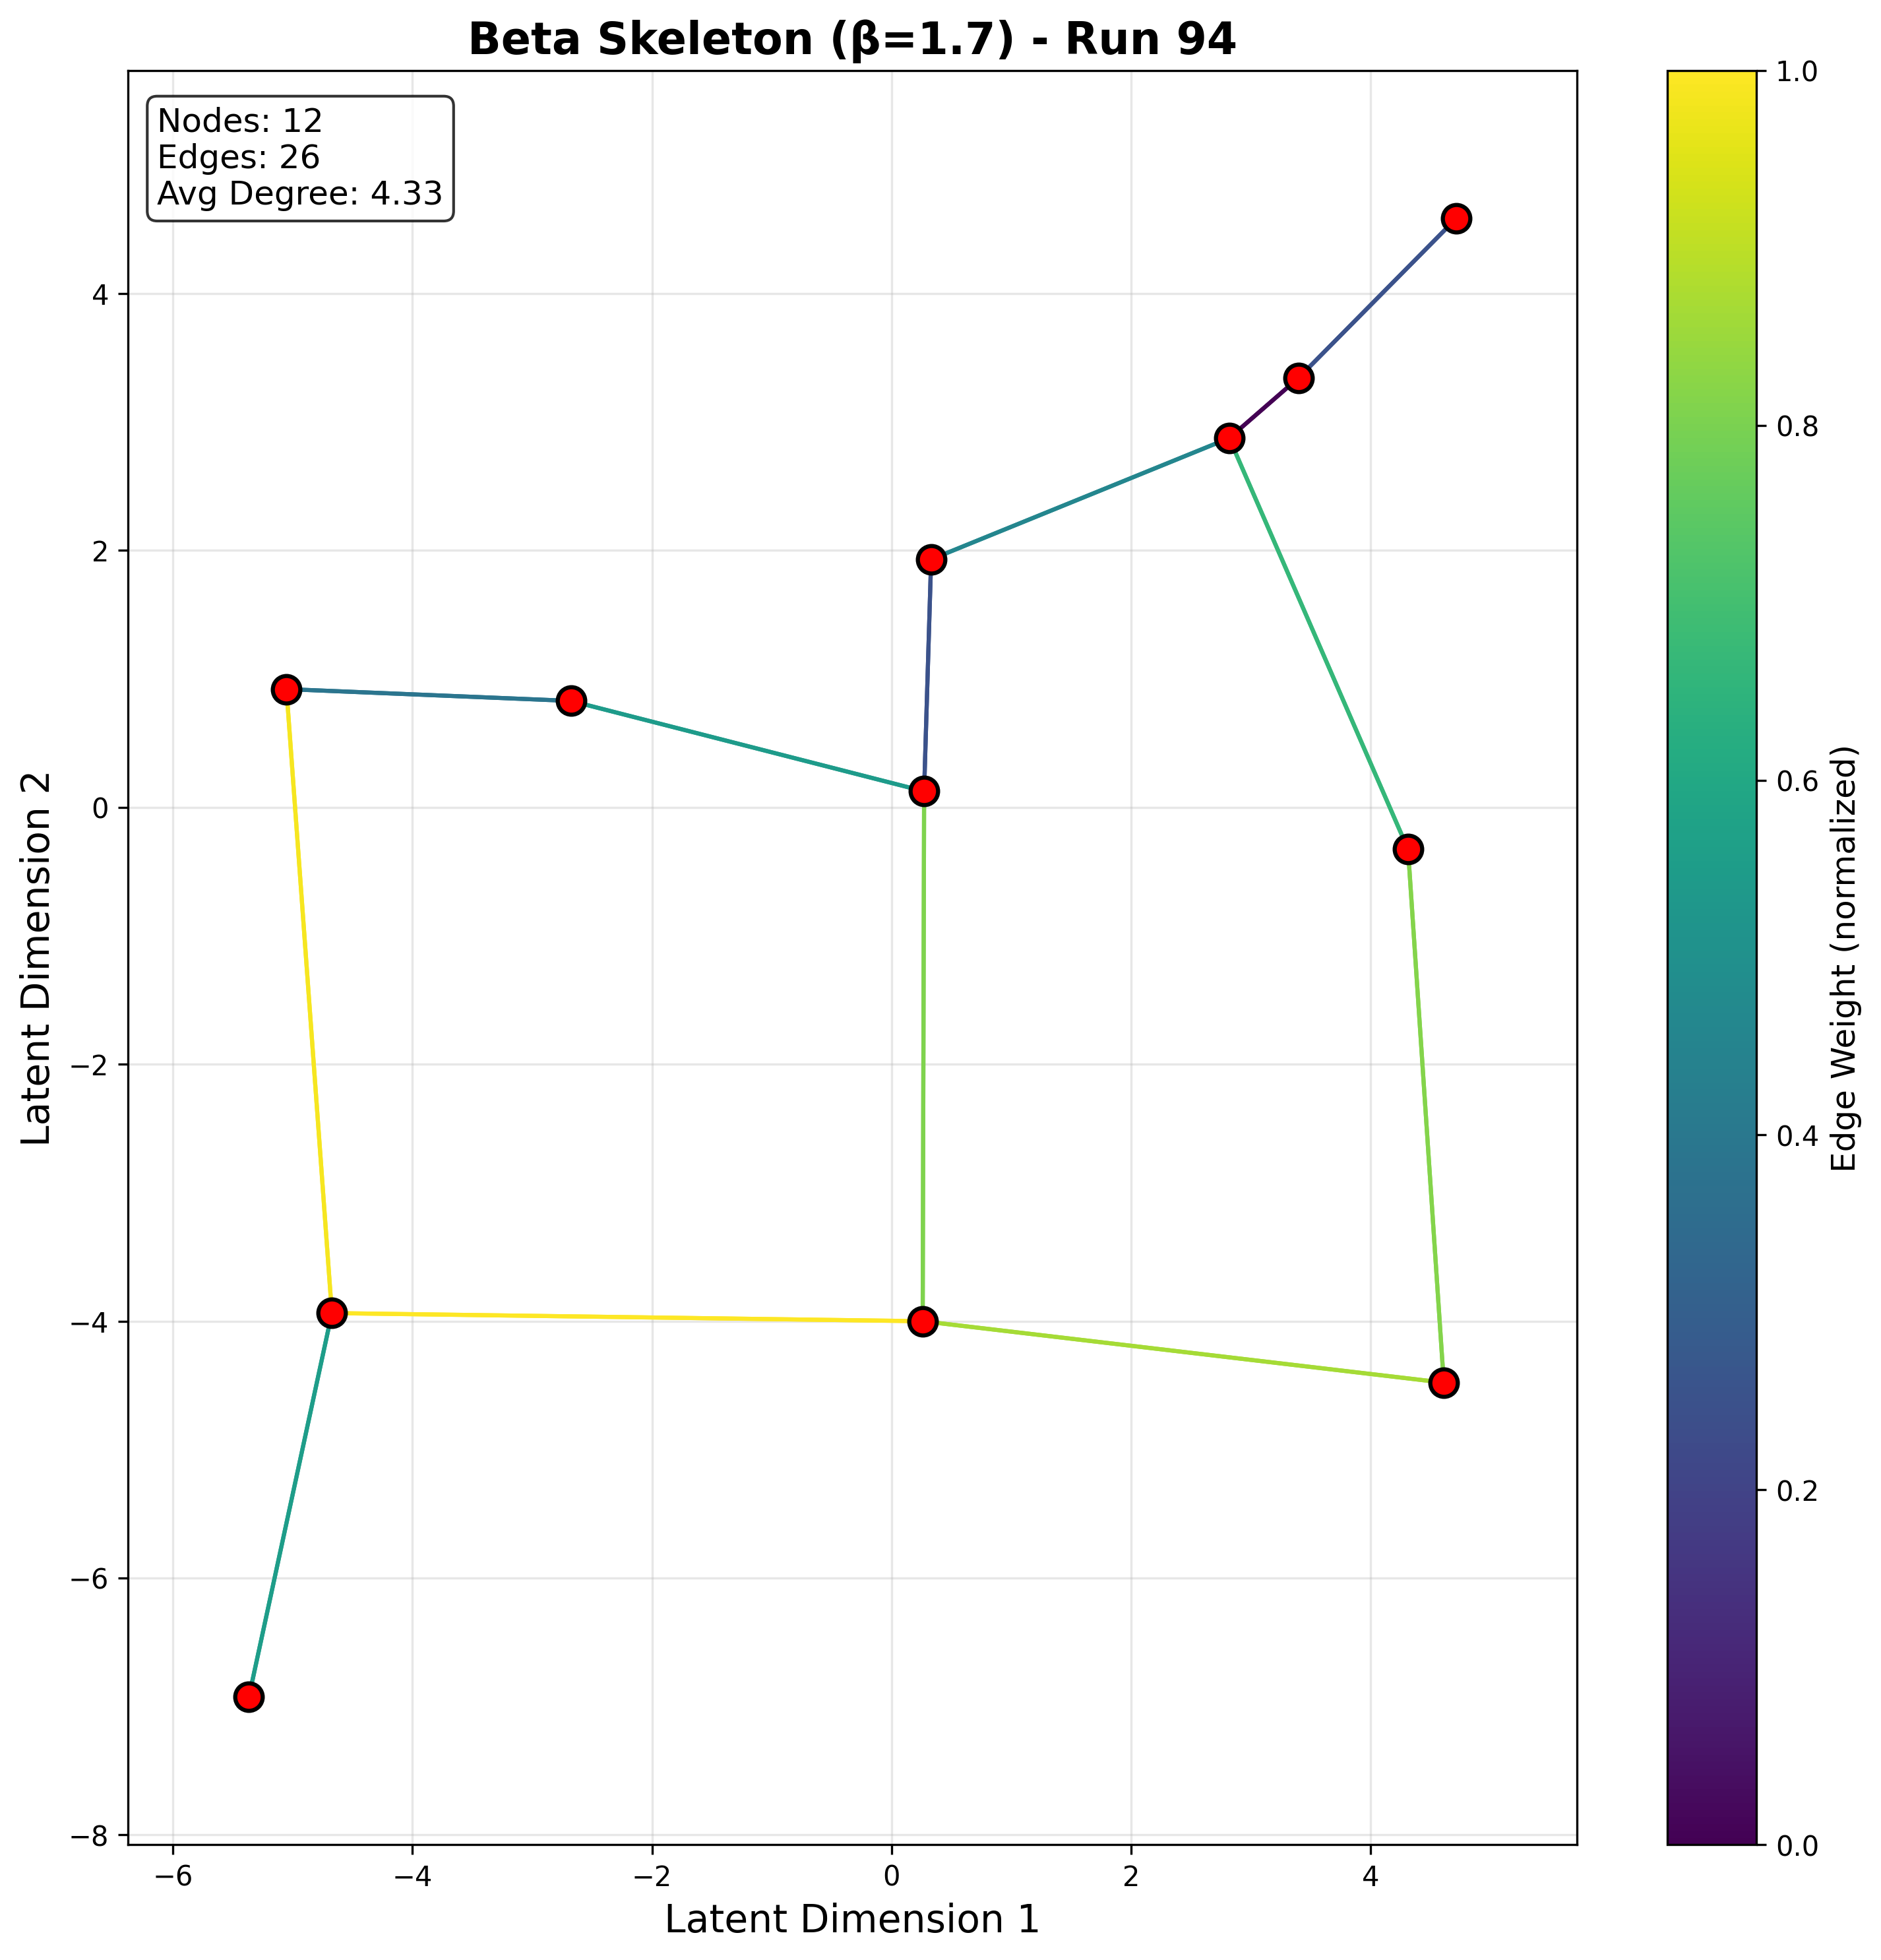 Beta Skeleton (β=1.7) - Run 94
Nodes: 12
Edges: 26
Avg Degree: 4.33
Latent Dimension 2
4
2
0
−2
−4
−6
−8
−6
−4
−2
0
2
4
Latent Dimension 1
1.0
0.8
0.6
0.4
0.2
0.0
Edge Weight (normalized)